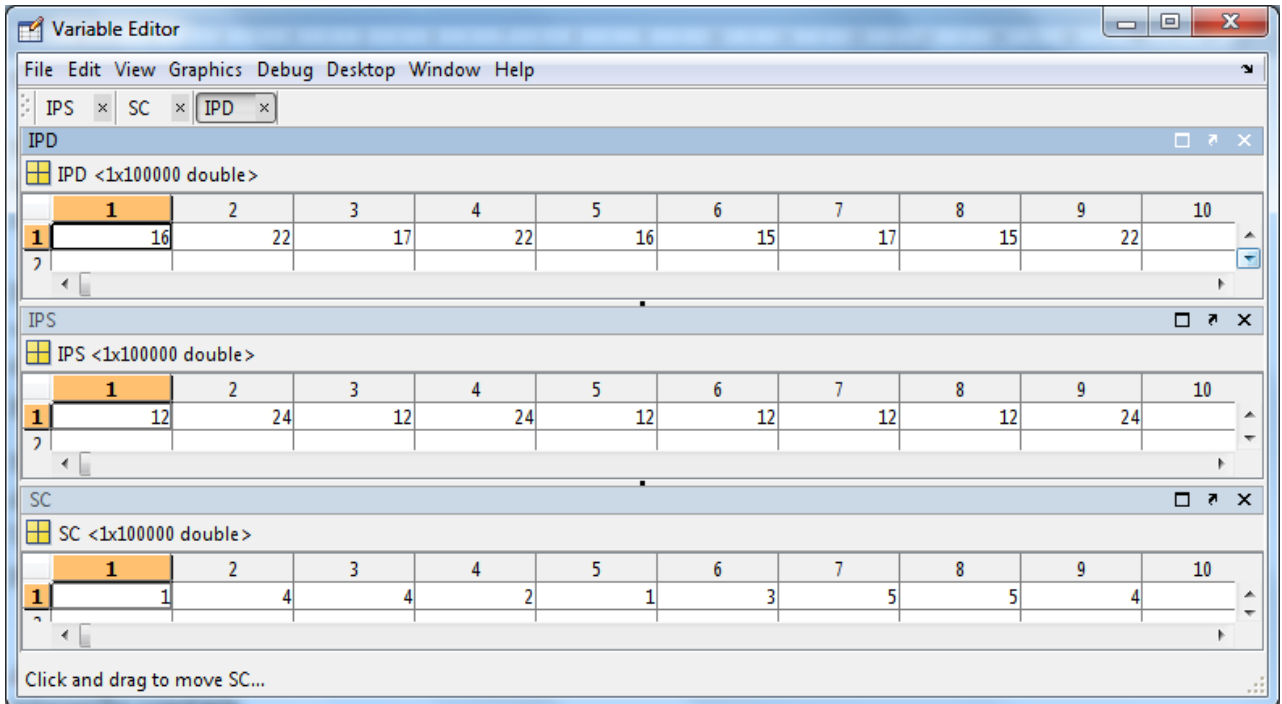 Variable Editor
File Edit View Graphics Debug Desktop Window Help
IPS × SC × IPD ×
IPD
IPD <1x100000 double>
1 2 3 4 5 6 7 8 9 10
1 16 22 17 22 16 15 17 15 22
2
IPS
IPS <1x100000 double>
1 2 3 4 5 6 7 8 9 10
1 12 24 12 24 12 12 12 12 24
2
SC
SC <1x100000 double>
1 2 3 4 5 6 7 8 9 10
1 1 4 4 2 1 3 5 5 4
Click and drag to move SC...